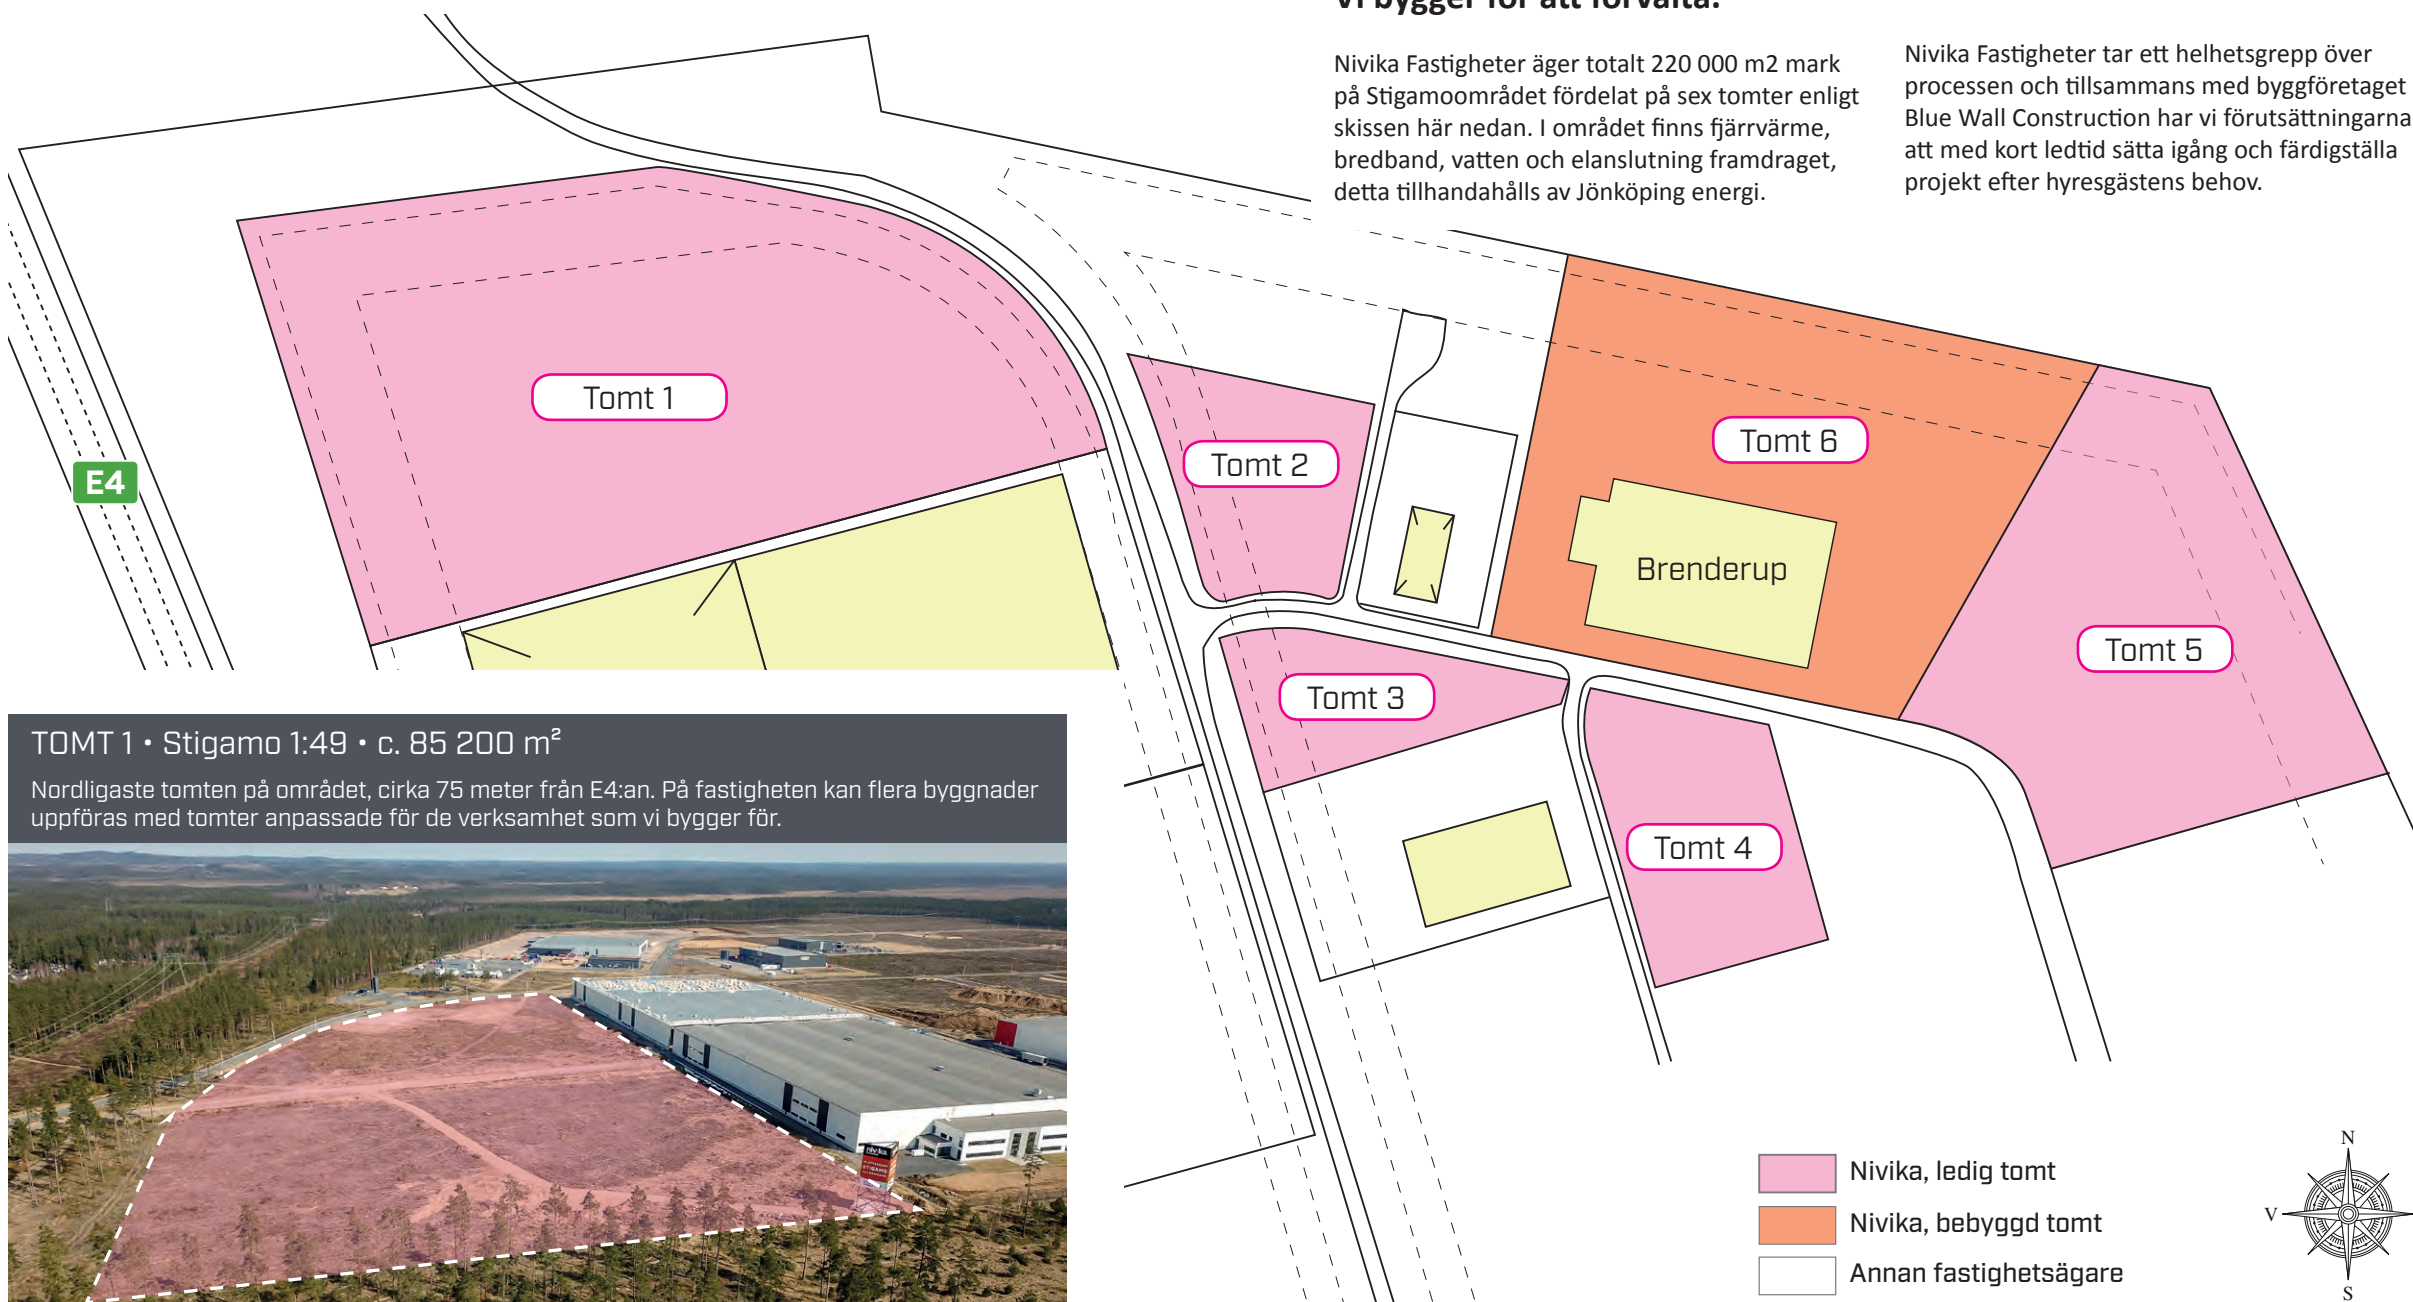 Vi bygger för att förvalta.
Nivika Fastigheter äger totalt 220 000 m2 mark
på Stigamoområdet fördelat på sex tomter enligt
skissen här nedan. I området finns fjärrvärme,
bredband, vatten och elanslutning framdraget,
detta tillhandahålls av Jönköping energi.
Nivika Fastigheter tar ett helhetsgrepp över
processen och tillsammans med byggföretaget
Blue Wall Construction har vi förutsättningarna
att med kort ledtid sätta igång och färdigställa
projekt efter hyresgästens behov.
Tomt 1
Tomt 2
Tomt 6
E4
Brenderup
Tomt 5
Tomt 3
Tomt 4
TOMT 1 • Stigamo 1:49 • c. 85 200 m²
Nordligaste tomten på området, cirka 75 meter från E4:an. På fastigheten kan flera byggnader
uppföras med tomter anpassade för de verksamhet som vi bygger för.
nivika
STIGAMO
Nivika, ledig tomt
Nivika, bebyggd tomt
Annan fastighetsägare
N
V
S